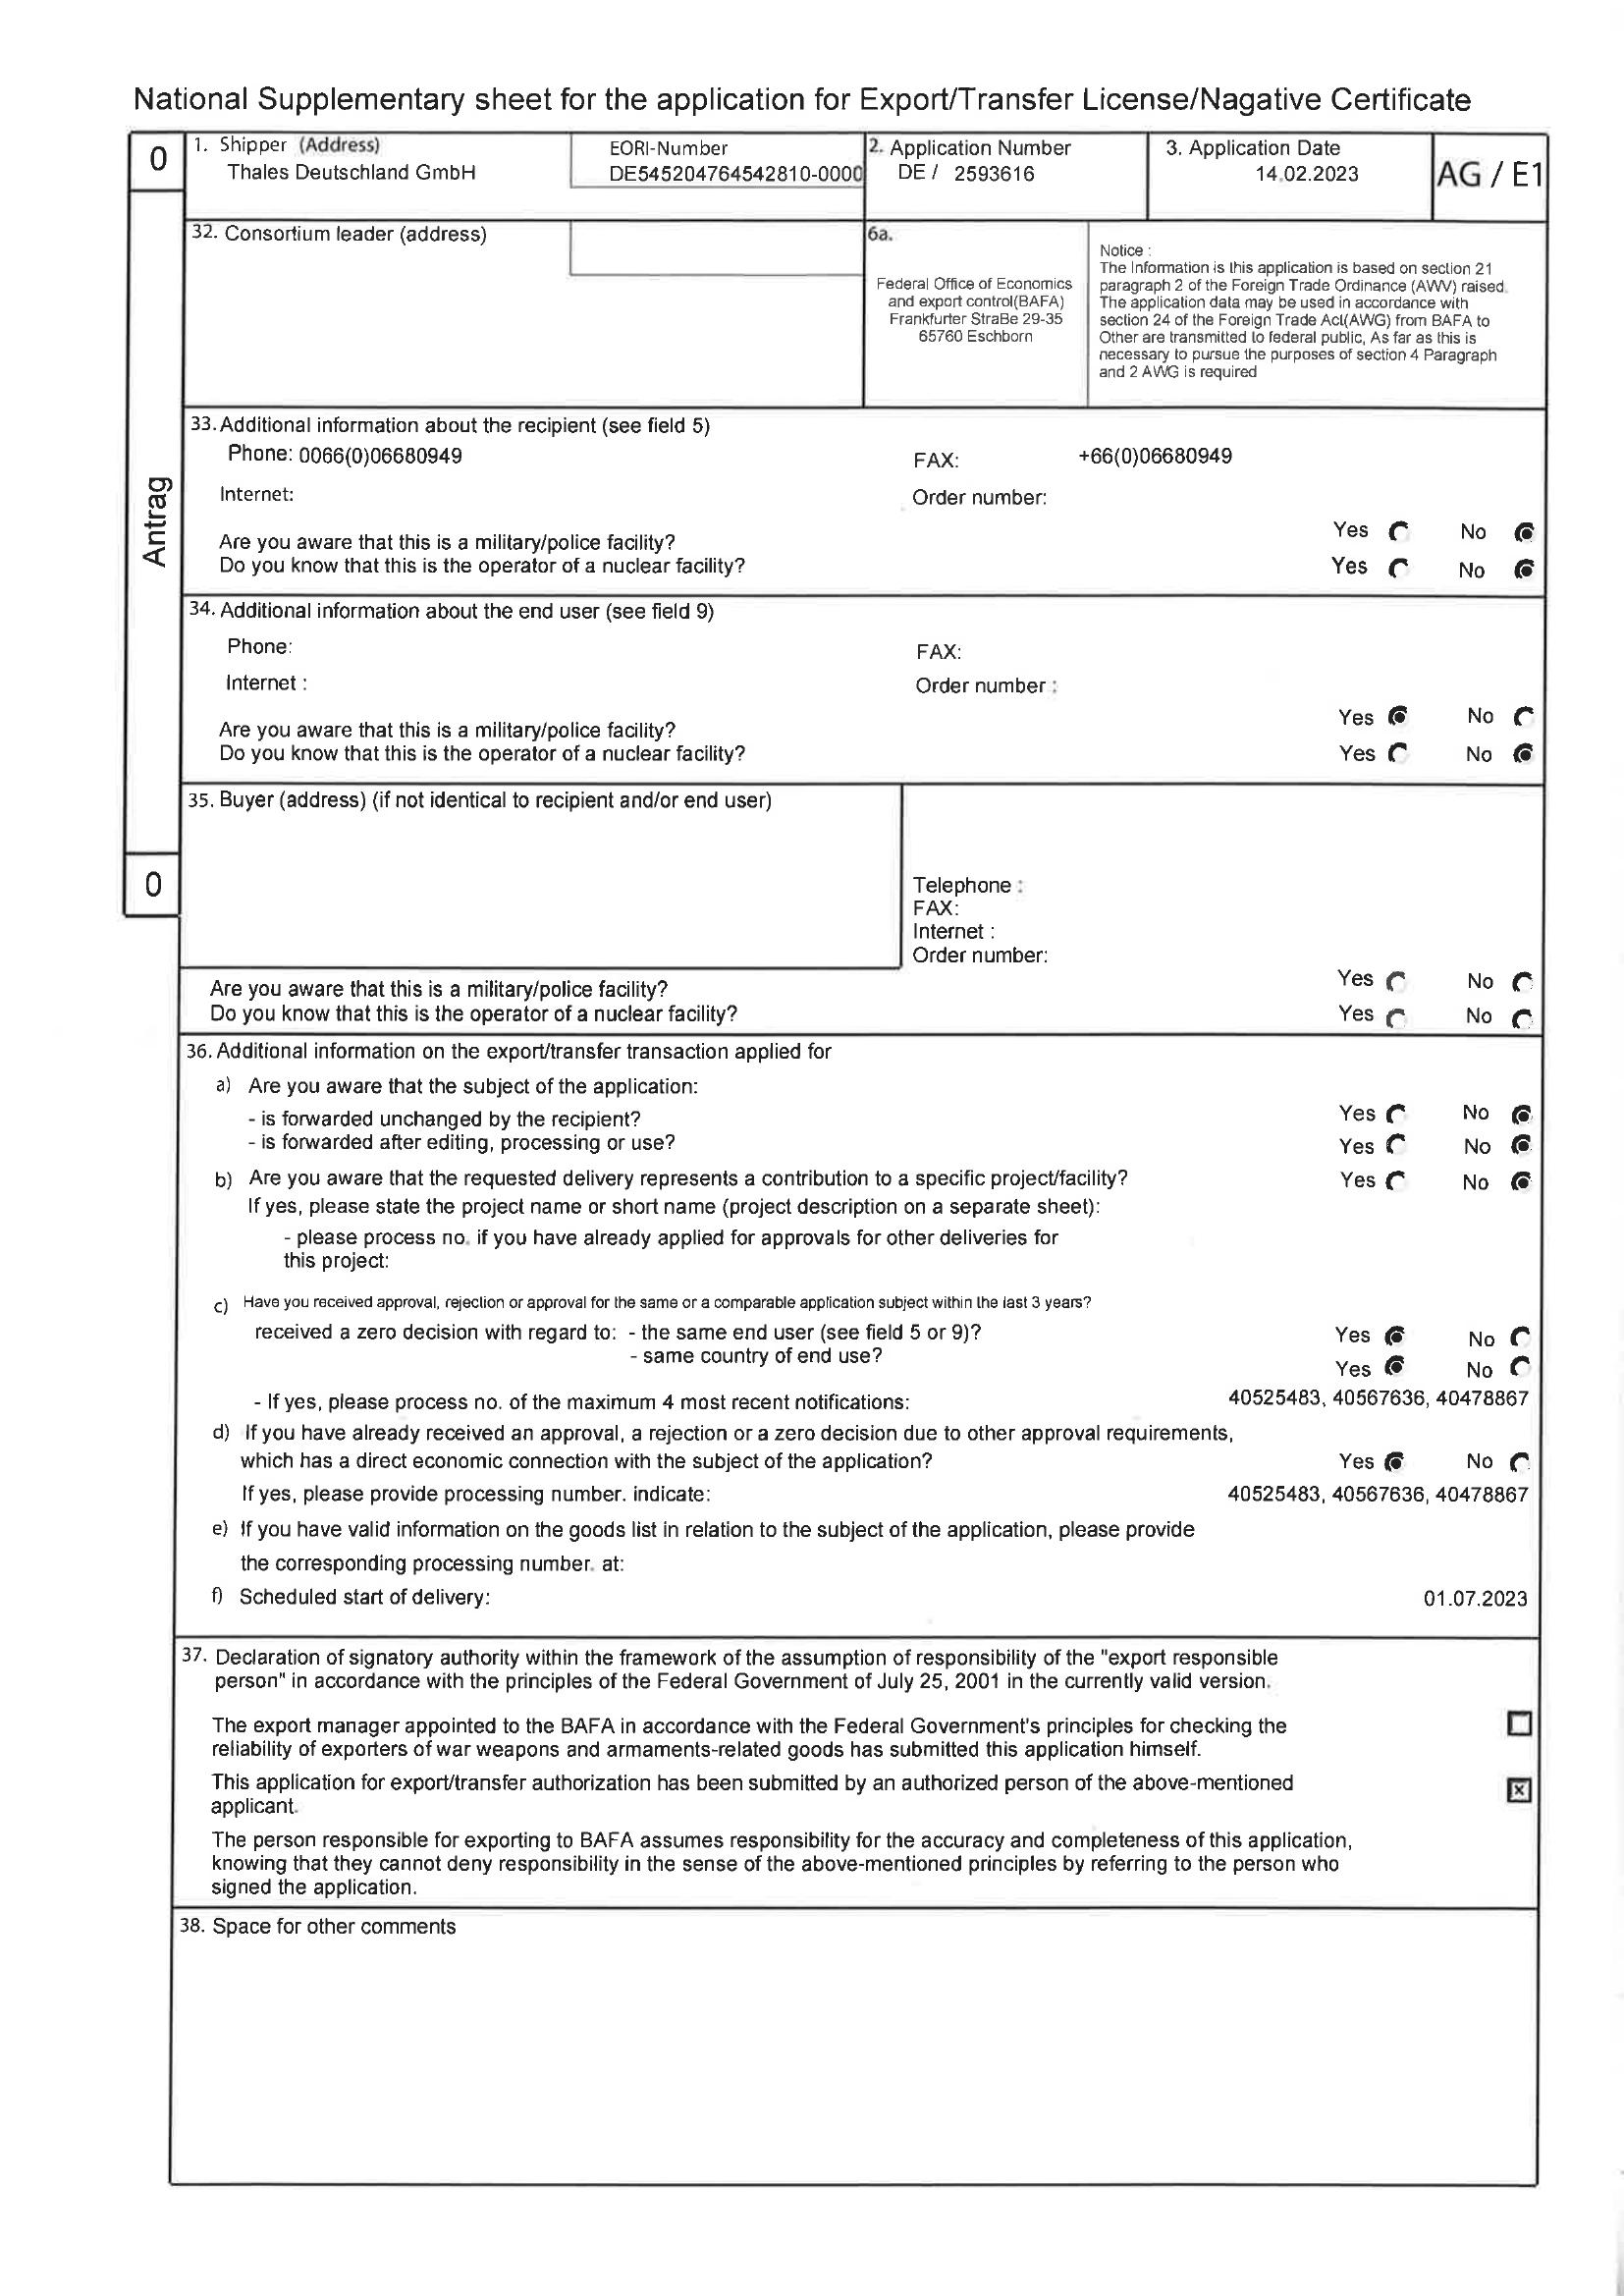 National Supplementary sheet for the application for Export/Transfer License/Nagative Certificate
0
1. Shipper (Address)
Thales Deutschland GmbH
EORI-Number
DE545204764542810-0000
2. Application Number
DE / 2593616
3. Application Date
14.02.2023
AG / E1
Antrag
32. Consortium leader (address)
6a.
Federal Office of Economics
and export control(BAFA)
Frankfurter StraBe 29-35
65760 Eschborn
Notice :
The Information is this application is based on section 21
paragraph 2 of the Foreign Trade Ordinance (AWV) raised.
The application data may be used in accordance with
section 24 of the Foreign Trade Act(AWG) from BAFA to
Other are transmitted to federal public, As far as this is
necessary to pursue the purposes of section 4 Paragraph
and 2 AWG is required
33. Additional information about the recipient (see field 5)
Phone: 0066(0)06680949
FAX: +66(0)06680949
Internet:
Order number:
Are you aware that this is a military/police facility? Yes No
Do you know that this is the operator of a nuclear facility? Yes No
34. Additional information about the end user (see field 9)
Phone:
FAX:
Internet :
Order number :
Are you aware that this is a military/police facility? Yes No
Do you know that this is the operator of a nuclear facility? Yes No
35. Buyer (address) (if not identical to recipient and/or end user)
0
Telephone :
FAX:
Internet :
Order number:
Are you aware that this is a military/police facility? Yes No
Do you know that this is the operator of a nuclear facility? Yes No
36. Additional information on the export/transfer transaction applied for
a) Are you aware that the subject of the application:
- is forwarded unchanged by the recipient? Yes No
- is forwarded after editing, processing or use? Yes No
b) Are you aware that the requested delivery represents a contribution to a specific project/facility? Yes No
If yes, please state the project name or short name (project description on a separate sheet):
- please process no. if you have already applied for approvals for other deliveries for
this project:
c) Have you received approval, rejection or approval for the same or a comparable application subject within the last 3 years?
received a zero decision with regard to: - the same end user (see field 5 or 9)? Yes No
- same country of end use? Yes No
- If yes, please process no. of the maximum 4 most recent notifications: 40525483, 40567636, 40478867
d) If you have already received an approval, a rejection or a zero decision due to other approval requirements,
which has a direct economic connection with the subject of the application? Yes No
If yes, please provide processing number. indicate: 40525483, 40567636, 40478867
e) If you have valid information on the goods list in relation to the subject of the application, please provide
the corresponding processing number. at:
f) Scheduled start of delivery: 01.07.2023
37. Declaration of signatory authority within the framework of the assumption of responsibility of the "export responsible
person" in accordance with the principles of the Federal Government of July 25, 2001 in the currently valid version.
The export manager appointed to the BAFA in accordance with the Federal Government's principles for checking the
reliability of exporters of war weapons and armaments-related goods has submitted this application himself.
This application for export/transfer authorization has been submitted by an authorized person of the above-mentioned
applicant.
The person responsible for exporting to BAFA assumes responsibility for the accuracy and completeness of this application,
knowing that they cannot deny responsibility in the sense of the above-mentioned principles by referring to the person who
signed the application.
38. Space for other comments